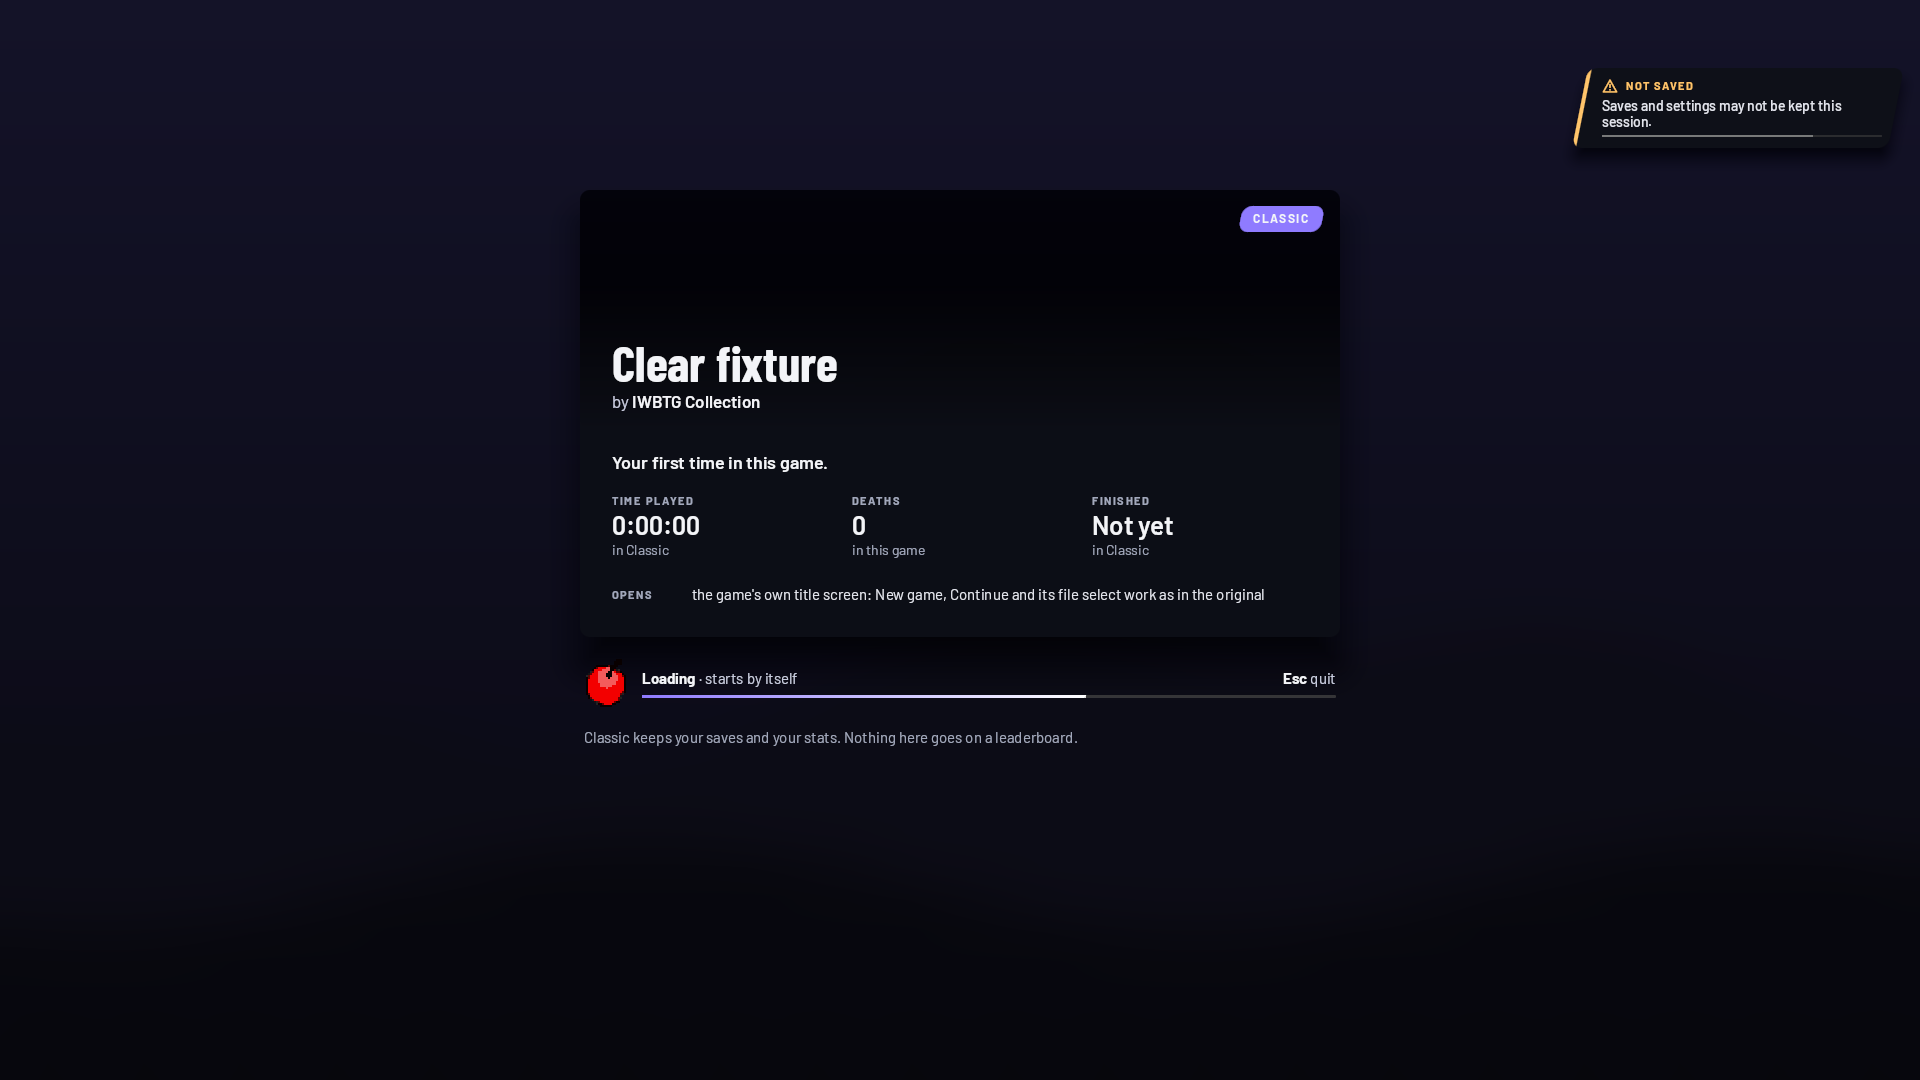 NOT SAVED
Saves and settings may not be kept this
session.
CLASSIC
Clear fixture
by IWBTG Collection
Your first time in this game.
TIME PLAYED
0:00:00
in Classic
DEATHS
0
in this game
FINISHED
Not yet
in Classic
OPENS the game's own title screen: New game, Continue and its file select work as in the original
Loading · starts by itself
Esc quit
Classic keeps your saves and your stats. Nothing here goes on a leaderboard.